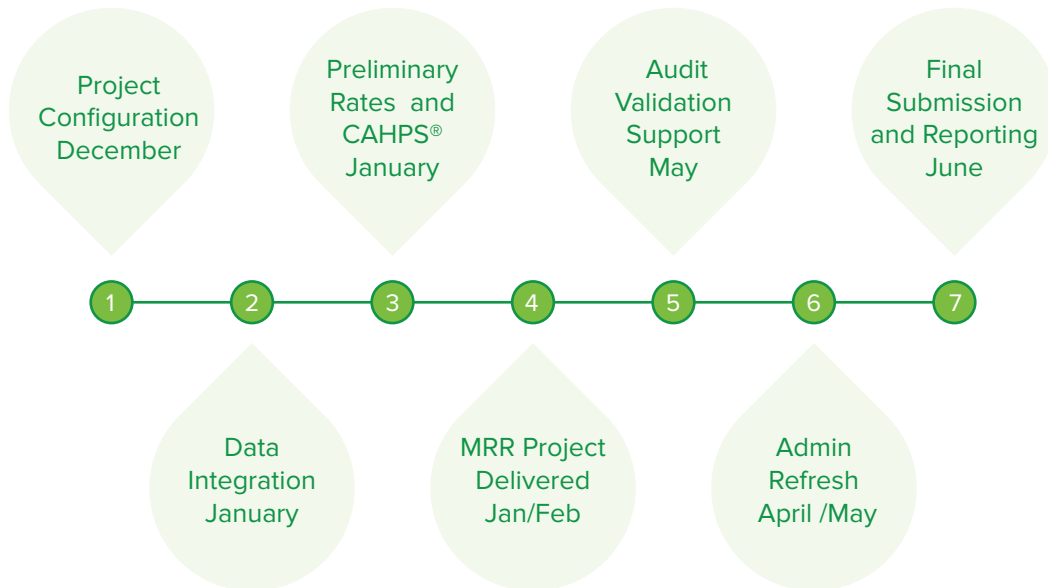 Project
Configuration
December
Preliminary
Rates and
CAHPS®
January
Audit
Validation
Support
May
Final
Submission
and Reporting
June
1
2
3
4
5
6
7
Data
Integration
January
MRR Project
Delivered
Jan/Feb
Admin
Refresh
April /May